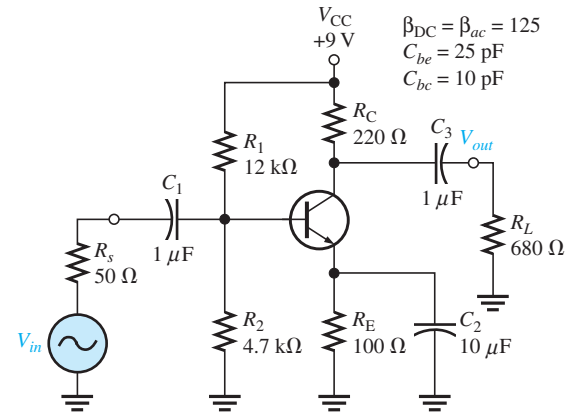 V_CC
+9 V
β_DC = β_ac = 125
C_be = 25 pF
C_bc = 10 pF
R_C
220 Ω
C_3
V_out
1 μF
R_1
12 kΩ
C_1
1 μF
R_s
50 Ω
V_in
R_L
680 Ω
R_2
4.7 kΩ
R_E
100 Ω
C_2
10 μF